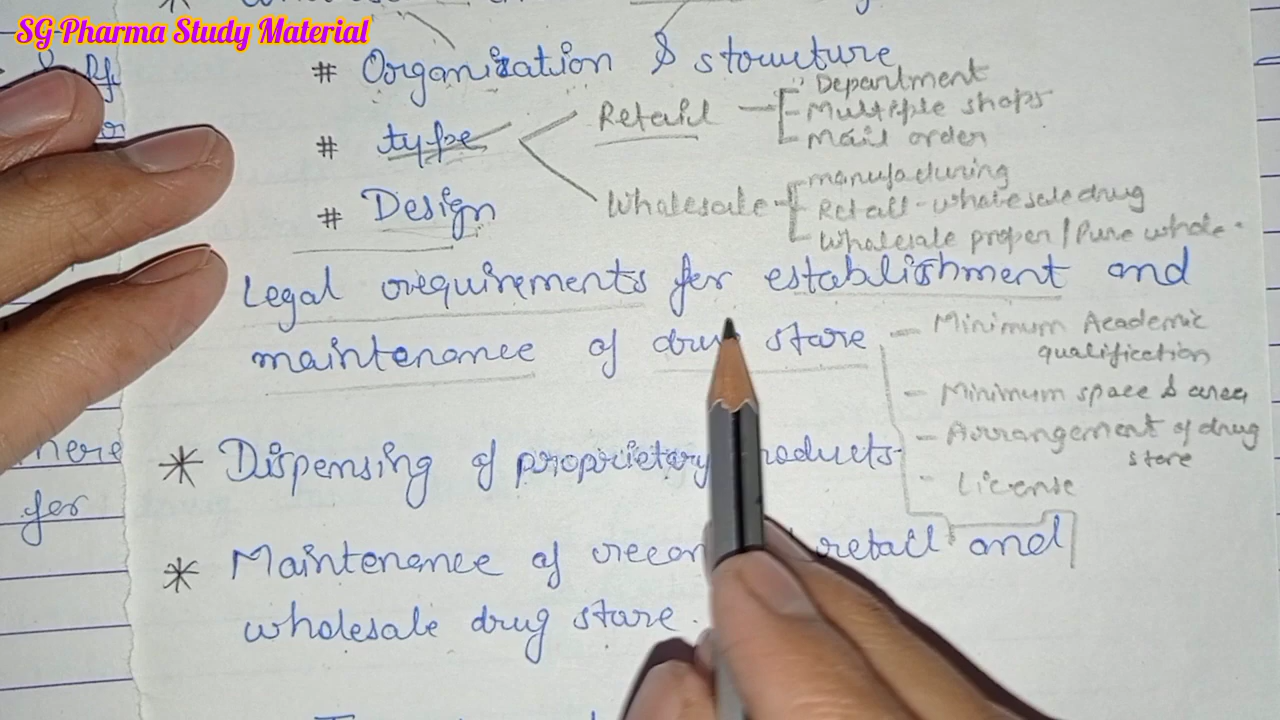 SG Pharma Study Material
# Organization & structure
# type
Retail
Department
Multiple shops
Mail order
Wholesale
manufacturing
Retail-wholesale drug
Wholesale proper / Pure whole.
# Design
Legal requirements for establishment and
maintenance of drug store
- Minimum Academic
qualification
- Minimum space & area
- Arrangement of drug
store
- License
* Dispensing of proprietary products
* Maintenance of retail and
wholesale drug store.
here
for